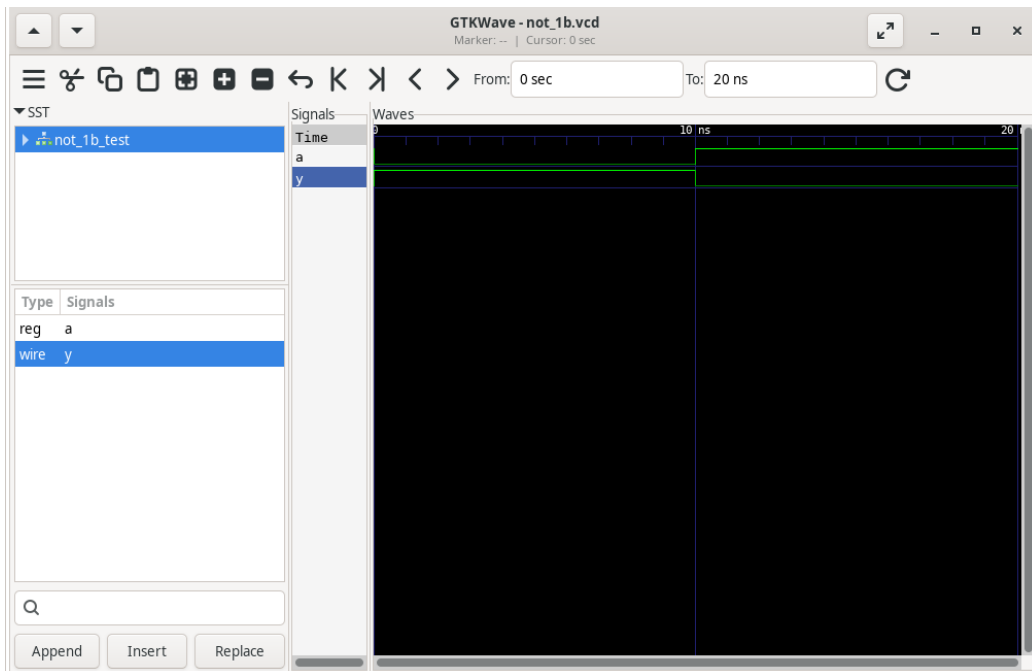 GTKWave - not_1b.vcd
Marker: -- | Cursor: 0 sec
From: 0 sec To: 20 ns
SST
not_1b_test
Type Signals
reg a
wire y
Append Insert Replace
Signals
Time
a
y
Waves
0 10 ns 20